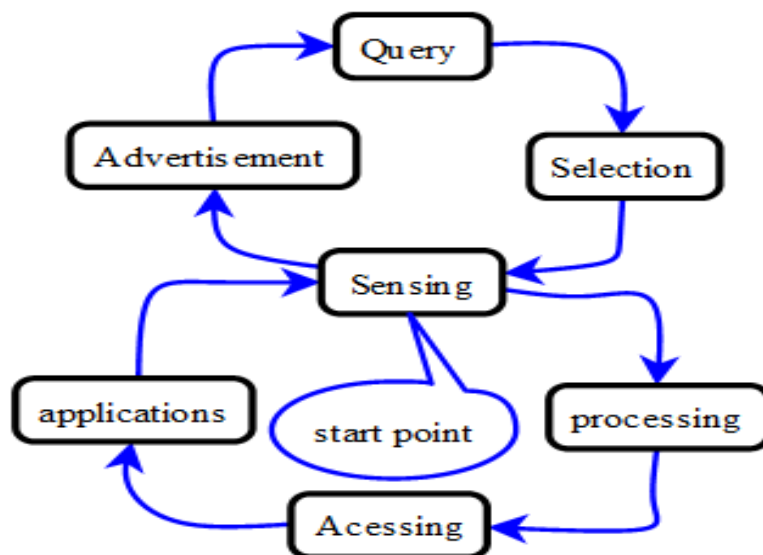 Query
Advertisement
Selection
Sensing
applications
start point
processing
Acessing